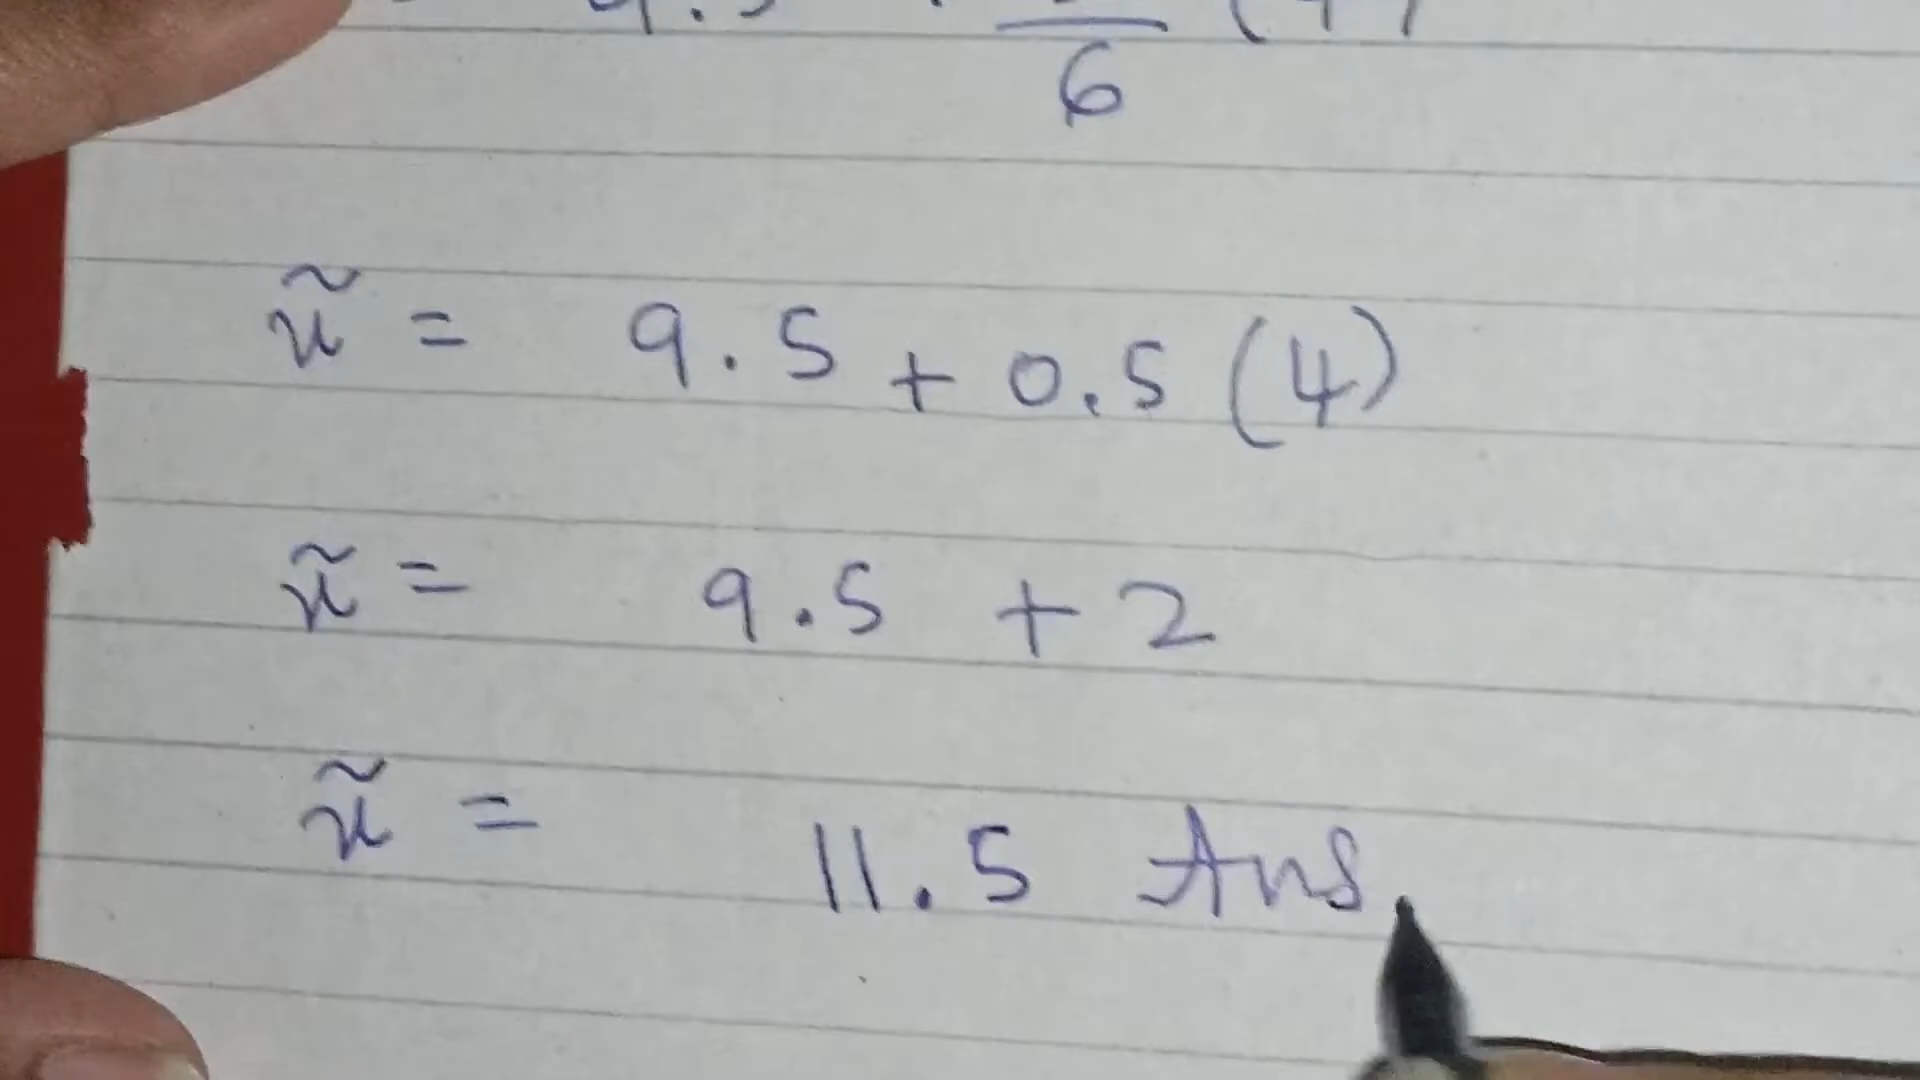 6
x̃ = 9.5 + 0.5 (4)
x̃ = 9.5 + 2
x̃ = 11.5 Ans.